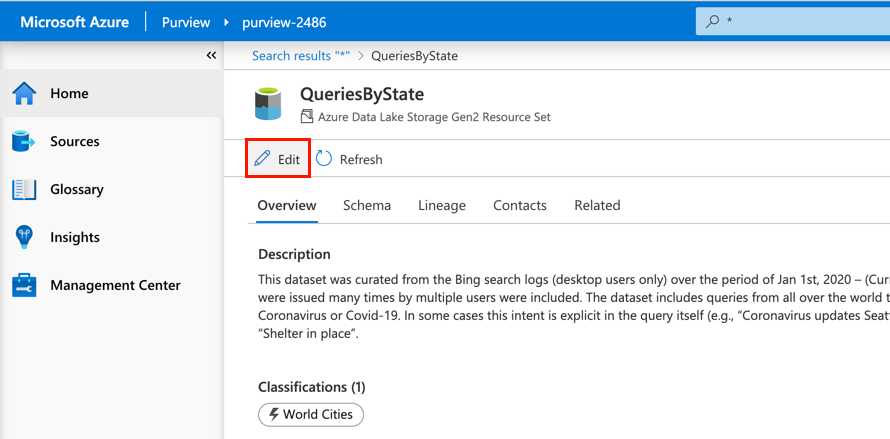 Microsoft Azure Purview purview-2486 *
«
Search results "*" > QueriesByState
Home
Sources
Glossary
Insights
Management Center
QueriesByState
Azure Data Lake Storage Gen2 Resource Set
Edit Refresh
Overview Schema Lineage Contacts Related
Description
This dataset was curated from the Bing search logs (desktop users only) over the period of Jan 1st, 2020 – (Cur
were issued many times by multiple users were included. The dataset includes queries from all over the world t
Coronavirus or Covid-19. In some cases this intent is explicit in the query itself (e.g., “Coronavirus updates Seat
“Shelter in place”.
Classifications (1)
World Cities